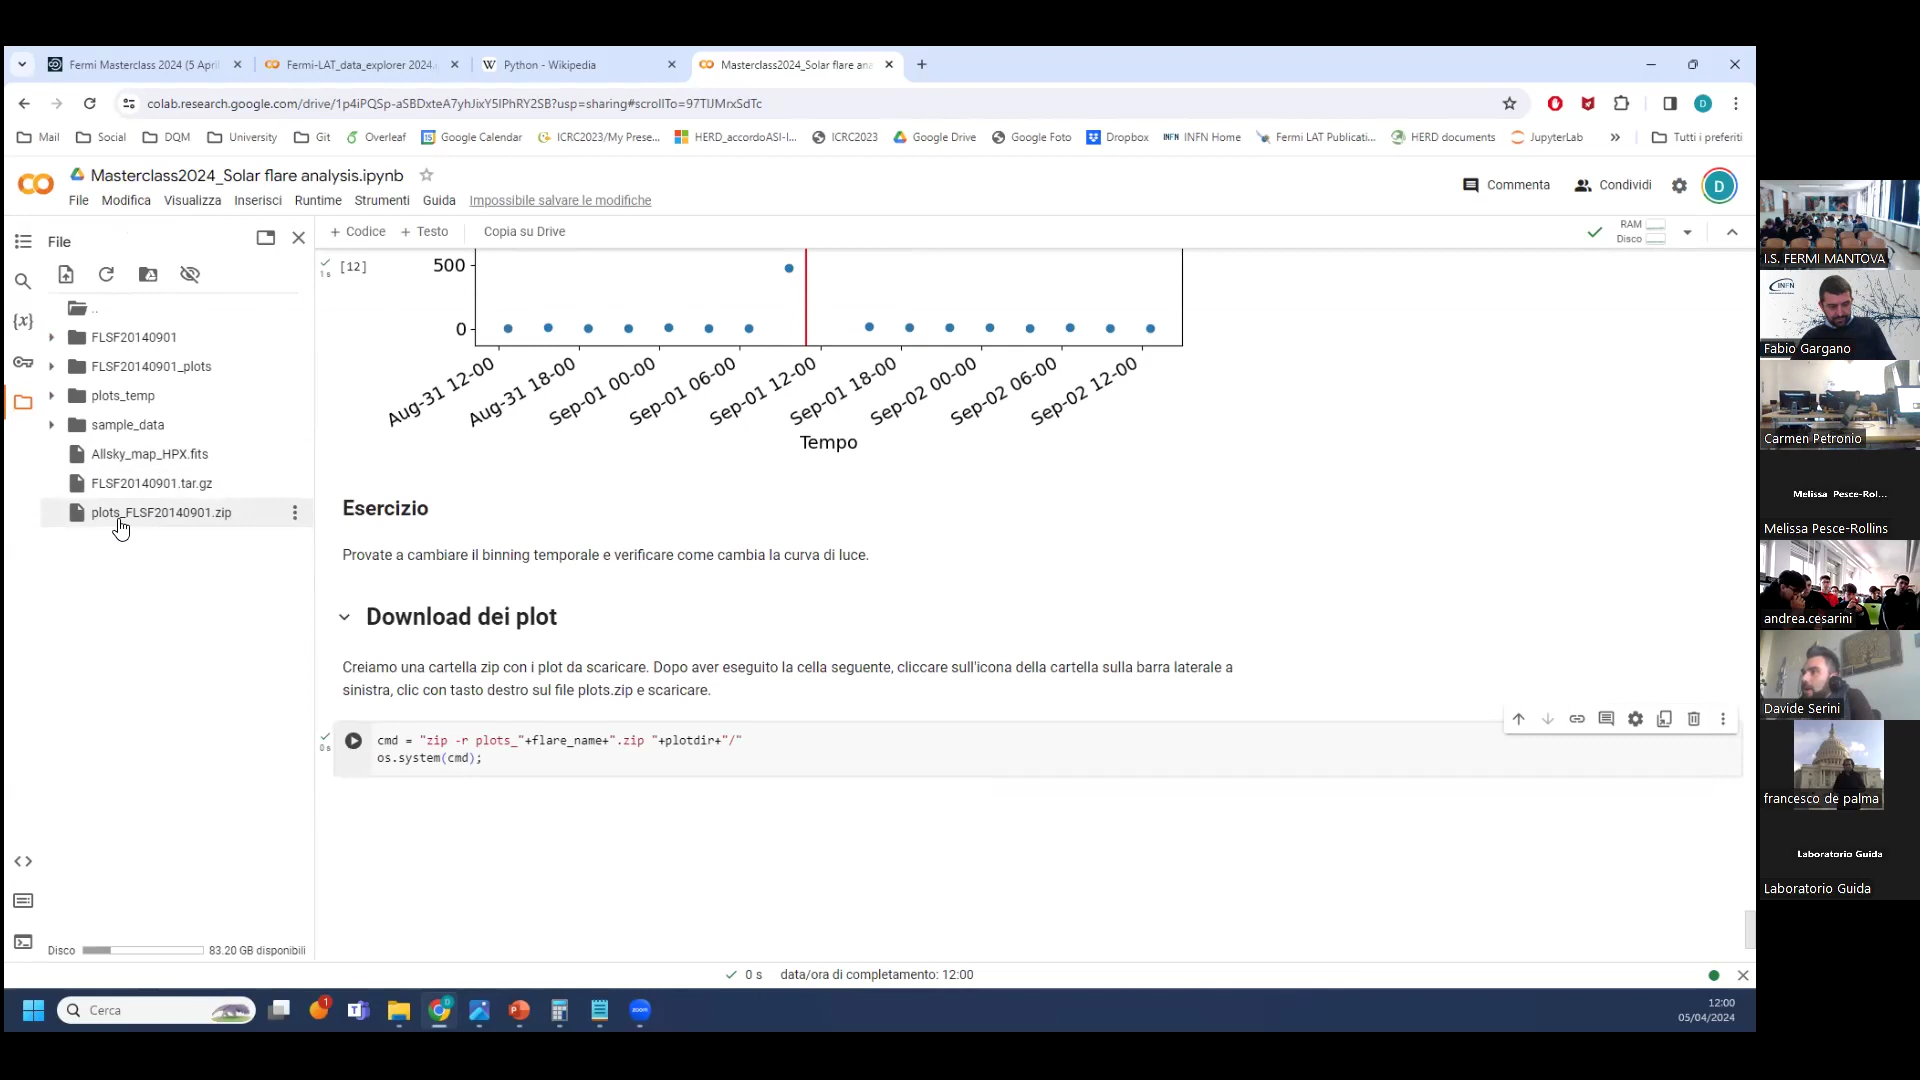 Fermi Masterclass 2024 (5 April
Fermi-LAT_data_explorer 2024.
Python - Wikipedia
Masterclass2024_Solar flare ana
colab.research.google.com/drive/1p4iPQSp-aSBDxteA7yhJixY5IPhRY2SB?usp=sharing#scrollTo=97TIJMrxSdTc
Mail
Social
DQM
University
Git
Overleaf
Google Calendar
ICRC2023/My Prese...
HERD_accordoASI-I...
ICRC2023
Google Drive
Google Foto
Dropbox
INFN INFN Home
Fermi LAT Publicati...
HERD documents
JupyterLab
Tutti i preferiti
Masterclass2024_Solar flare analysis.ipynb
Commenta
Condividi
D
File Modifica Visualizza Inserisci Runtime Strumenti Guida Impossibile salvare le modifiche
File
+ Codice + Testo
Copia su Drive
RAM
Disco
..
FLSF20140901
FLSF20140901_plots
plots_temp
sample_data
Allsky_map_HPX.fits
FLSF20140901.tar.gz
plots_FLSF20140901.zip
Disco
83.20 GB disponibili
1s
[12]
500
0
Aug-31 12-00
Aug-31 18-00
Sep-01 00-00
Sep-01 06-00
Sep-01 12-00
Sep-01 18-00
Sep-02 00-00
Sep-02 06-00
Sep-02 12-00
Tempo
Esercizio
Provate a cambiare il binning temporale e verificare come cambia la curva di luce.
Download dei plot
Creiamo una cartella zip con i plot da scaricare. Dopo aver eseguito la cella seguente, cliccare sull'icona della cartella sulla barra laterale a
sinistra, clic con tasto destro sul file plots.zip e scaricare.
0s
cmd = "zip -r plots_"+flare_name+".zip "+plotdir+"/"
os.system(cmd);
0 s data/ora di completamento: 12:00
Cerca
1
zoom
12:00
05/04/2024
I.S. FERMI MANTOVA
INFN
Fabio Gargano
Carmen Petronio
Melissa Pesce-Rol...
Melissa Pesce-Rollins
andrea.cesarini
Davide Serini
francesco de palma
Laboratorio Guida
Laboratorio Guida